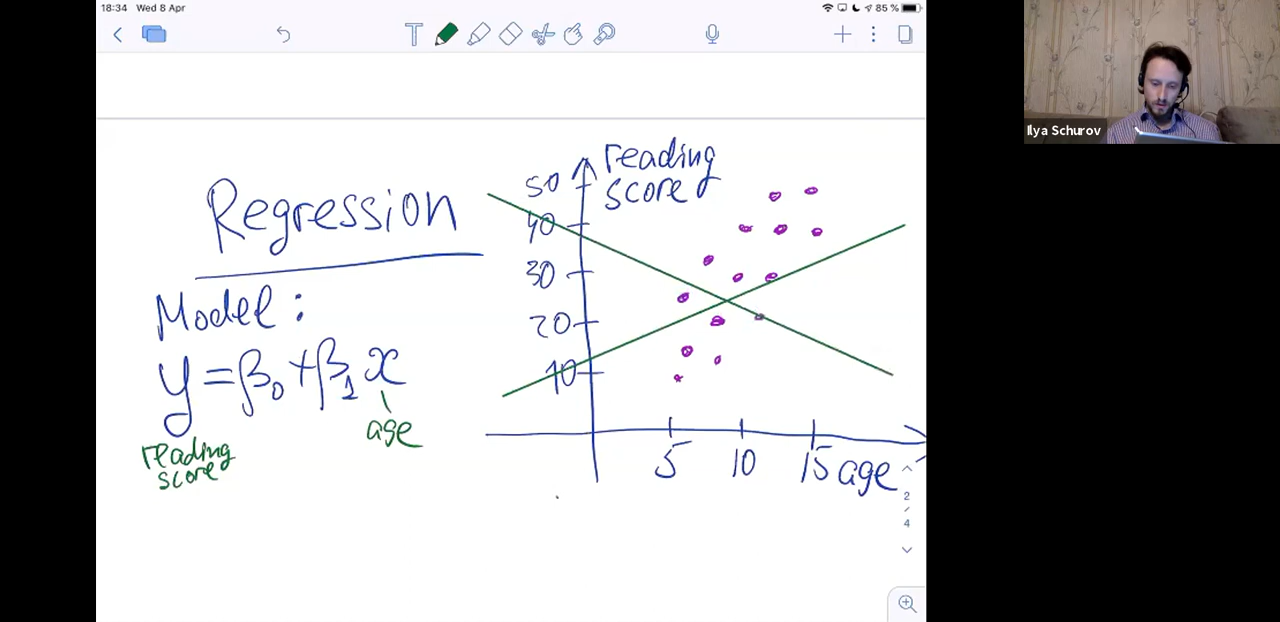 18:34 Wed 8 Apr
85 %
T
Regression
Model:
y = β₀ + β₁ x
reading
score
age
reading
score
50
40
30
20
10
5 10 15 age
2
/
4
Ilya Schurov